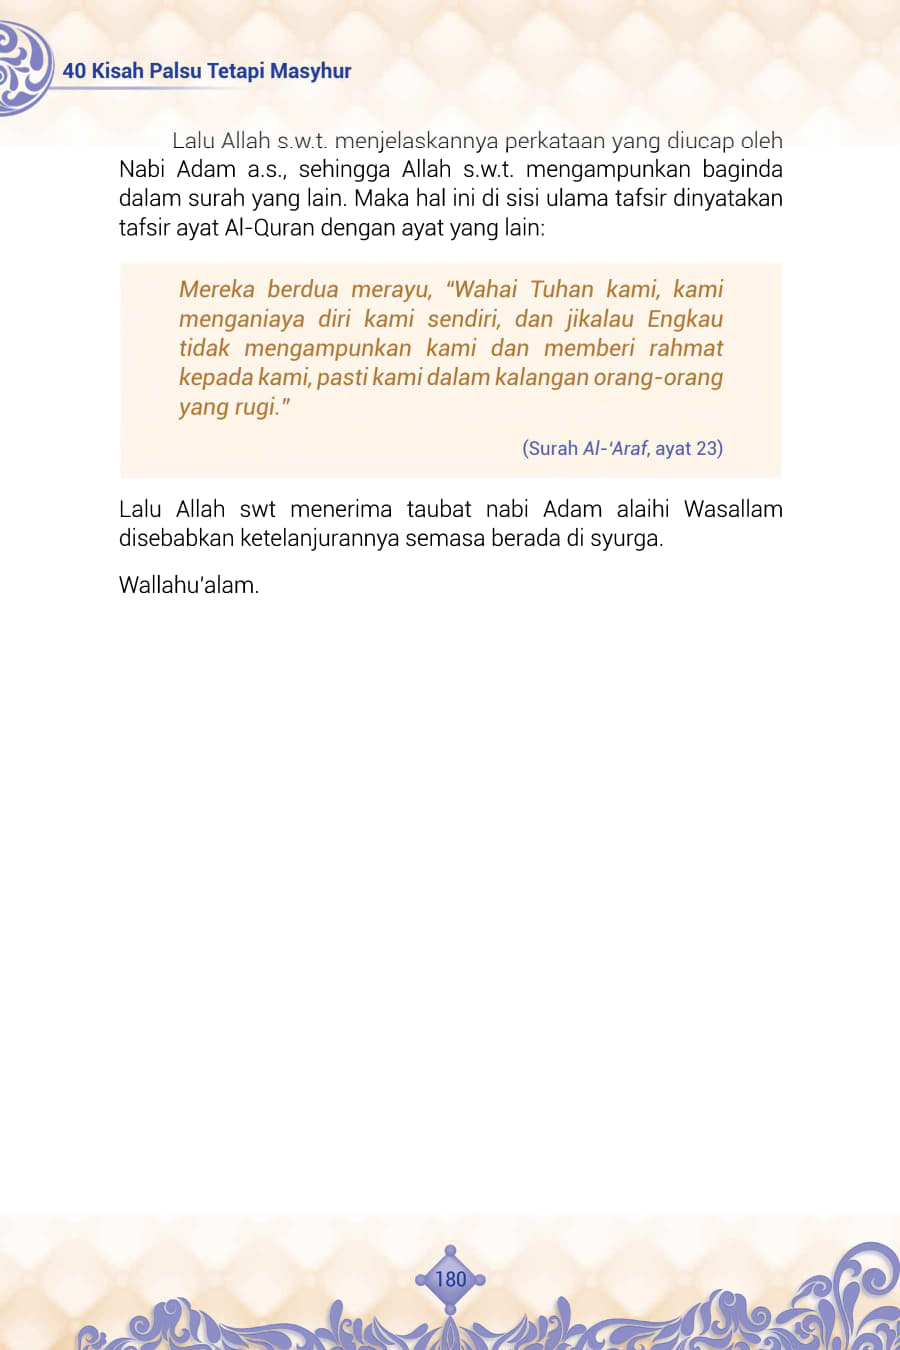 40 Kisah Palsu Tetapi Masyhur
Lalu Allah s.w.t. menjelaskannya perkataan yang diucap oleh
Nabi Adam a.s., sehingga Allah s.w.t. mengampunkan baginda
dalam surah yang lain. Maka hal ini di sisi ulama tafsir dinyatakan
tafsir ayat Al-Quran dengan ayat yang lain:
Mereka berdua merayu, “Wahai Tuhan kami, kami
menganiaya diri kami sendiri, dan jikalau Engkau
tidak mengampunkan kami dan memberi rahmat
kepada kami, pasti kami dalam kalangan orang-orang
yang rugi.”
(Surah Al-‘Araf, ayat 23)
Lalu Allah swt menerima taubat nabi Adam alaihi Wasallam
disebabkan ketelanjurannya semasa berada di syurga.
Wallahu’alam.
180